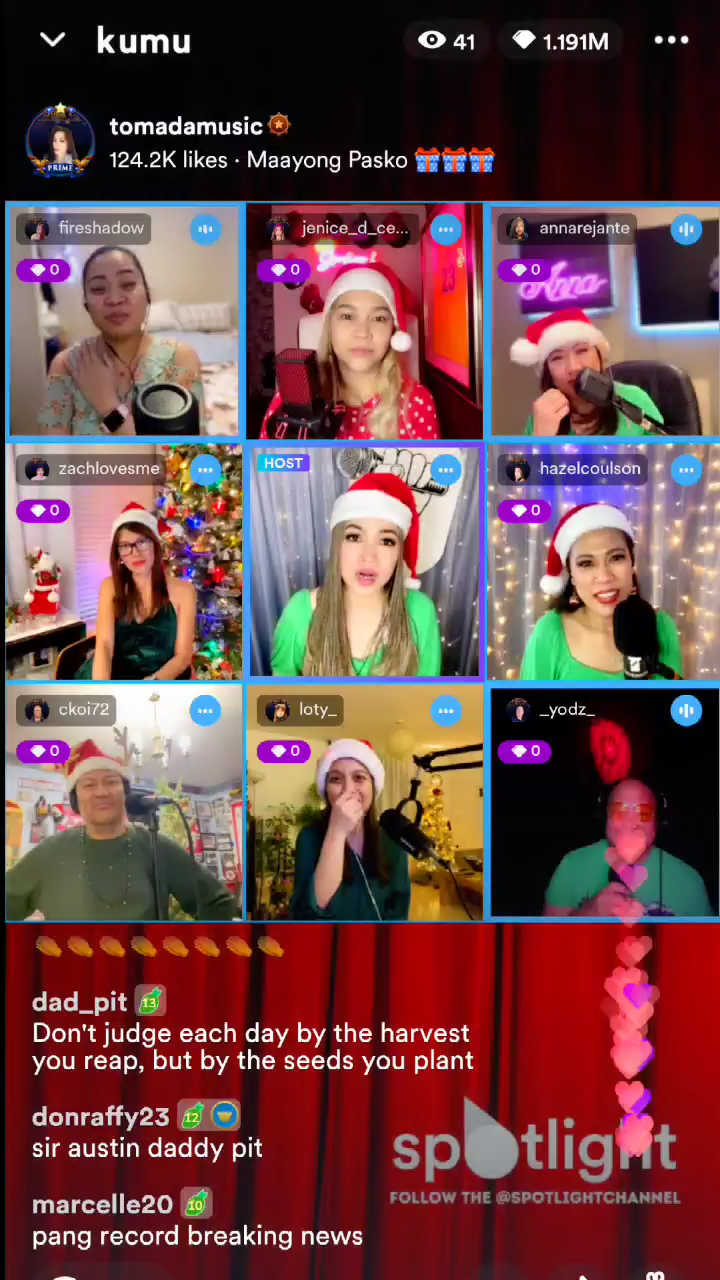 kumu
41
1.191M
tomadamusic
124.2K likes · Maayong Pasko 🎁🎁🎁
PRIME
fireshadow
0
jenice_d_ce...
0
annarejante
0
Anna
zachlovesme
0
HOST
hazelcoulson
0
ckoi72
0
loty_
0
_yodz_
0
👏👏👏👏👏👏👏
dad_pit 13
Don't judge each day by the harvest
you reap, but by the seeds you plant
donraffy23 12
sir austin daddy pit
marcelle20 10
pang record breaking news
spotlight
FOLLOW THE @SPOTLIGHTCHANNEL